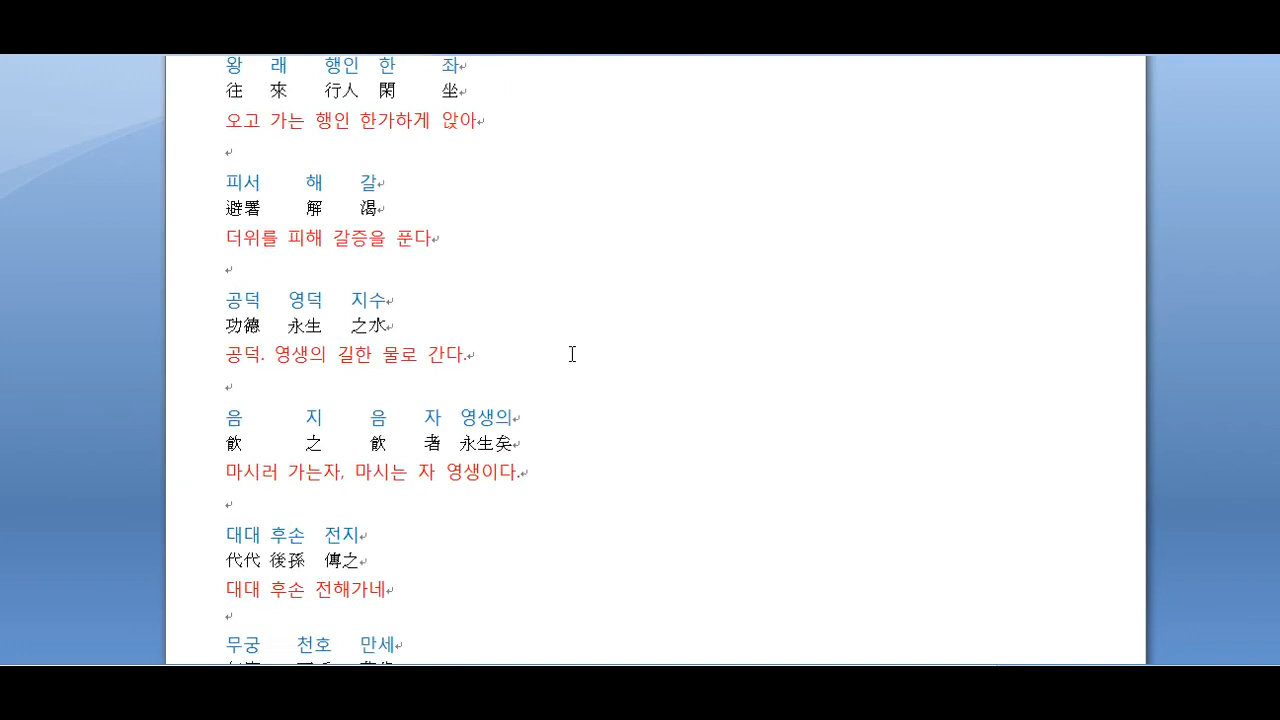 왕 래 행인 한 좌
往 來 行人 閑 坐
오고 가는 행인 한가하게 앉아
피서 해 갈
避署 解 渴
더위를 피해 갈증을 푼다
공덕 영덕 지수
功德 永生 之水
공덕. 영생의 길한 물로 간다.
음 지 음 자 영생의
飮 之 飮 者 永生矣
마시러 가는자, 마시는 자 영생이다.
대대 후손 전지
代代 後孫 傳之
대대 후손 전해가네
무궁 천호 만세